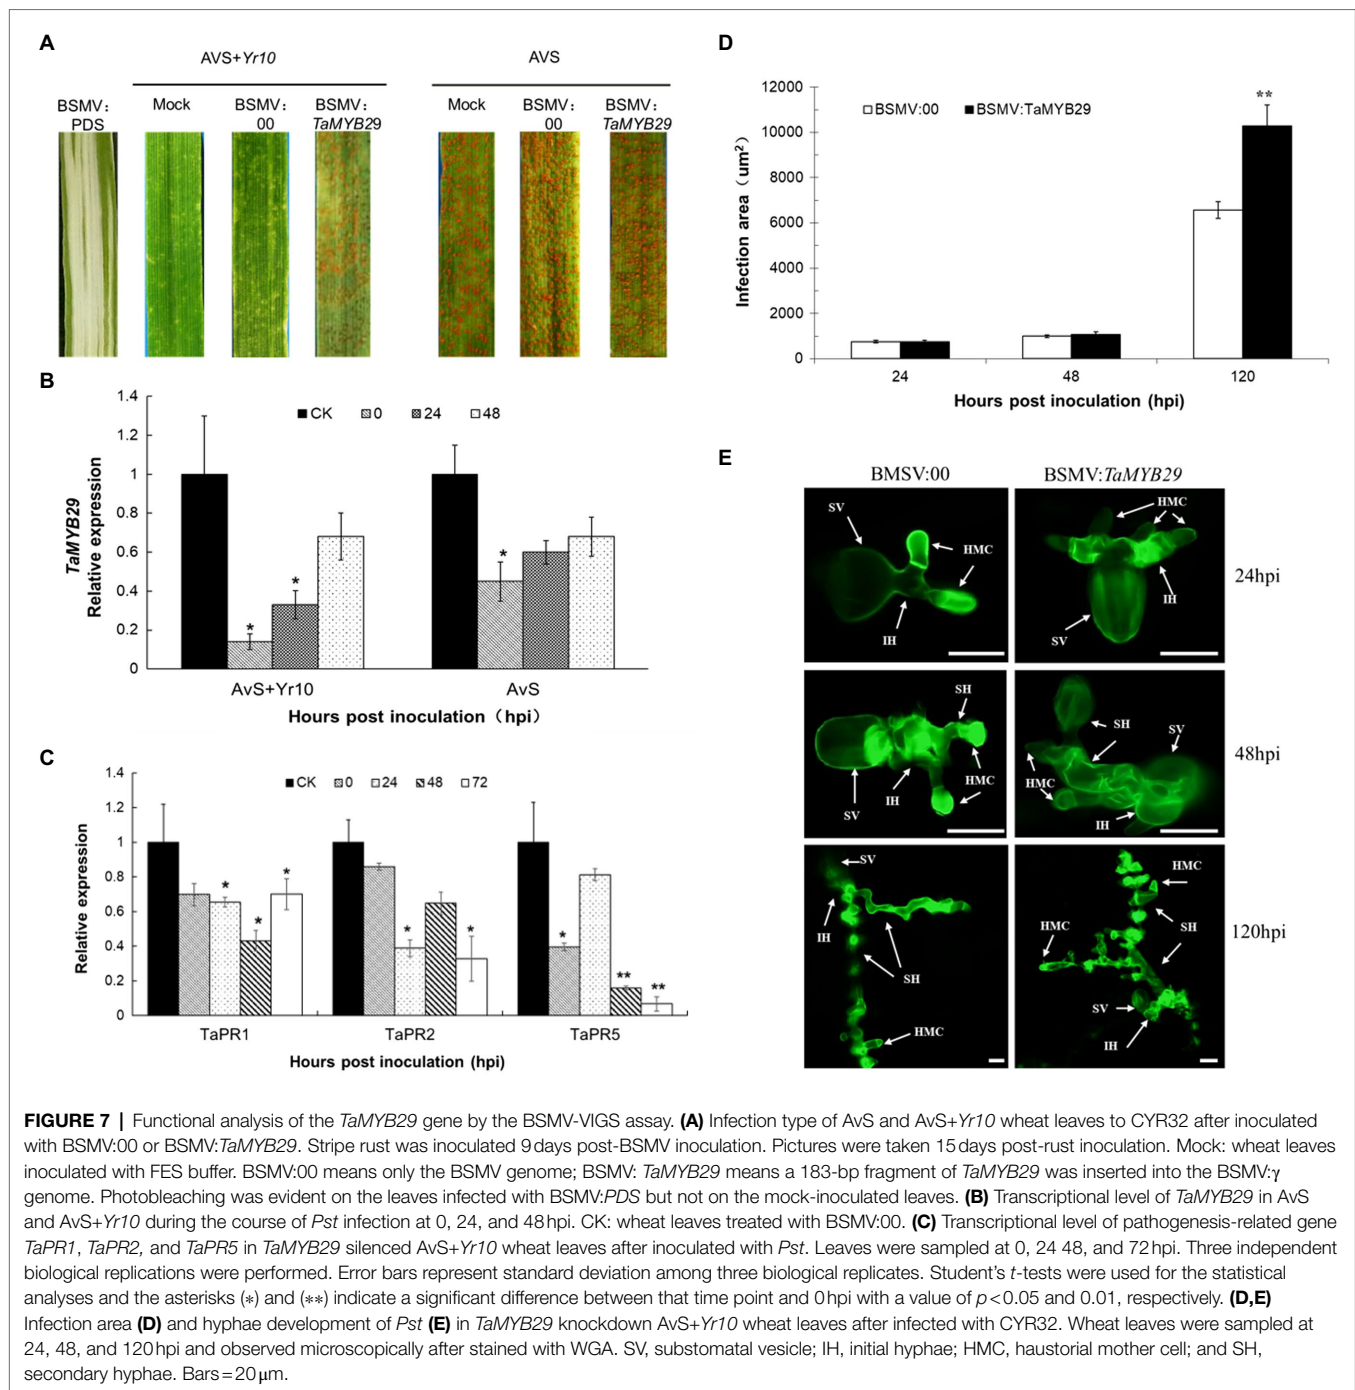 A
AVS+Yr10
AVS
BSMV:
PDS
Mock
BSMV:
00
BSMV:
TaMYB29
Mock
BSMV:
00
BSMV:
TaMYB29
B
1.4
1.2
1
0.8
0.6
0.4
0.2
0
TaMYB29
Relative expression
CK 0 24 48
*
*
*
AvS+Yr10 AvS
Hours post inoculation (hpi)
C
1.4
1.2
1
0.8
0.6
0.4
0.2
0
Relative expression
CK 0 24 48 72
*
*
*
*
*
*
**
**
TaPR1 TaPR2 TaPR5
Hours post inoculation (hpi)
D
12000
10000
8000
6000
4000
2000
0
Infection area (um²)
BSMV:00 BSMV:TaMYB29
**
24 48 120
Hours post inoculation (hpi)
E
BMSV:00 BSMV:TaMYB29
SV
HMC
IH
HMC
IH
SV
24hpi
SH
HMC
IH
SV
SH
SV
HMC
IH
48hpi
SV
IH
SH
HMC
HMC
SH
HMC
SV
IH
120hpi
FIGURE 7 | Functional analysis of the TaMYB29 gene by the BSMV-VIGS assay. (A) Infection type of AvS and AvS+Yr10 wheat leaves to CYR32 after inoculated
with BSMV:00 or BSMV:TaMYB29. Stripe rust was inoculated 9 days post-BSMV inoculation. Pictures were taken 15 days post-rust inoculation. Mock: wheat leaves
inoculated with FES buffer. BSMV:00 means only the BSMV genome; BSMV: TaMYB29 means a 183-bp fragment of TaMYB29 was inserted into the BSMV:γ
genome. Photobleaching was evident on the leaves infected with BSMV:PDS but not on the mock-inoculated leaves. (B) Transcriptional level of TaMYB29 in AvS
and AvS+Yr10 during the course of Pst infection at 0, 24, and 48 hpi. CK: wheat leaves treated with BSMV:00. (C) Transcriptional level of pathogenesis-related gene
TaPR1, TaPR2, and TaPR5 in TaMYB29 silenced AvS+Yr10 wheat leaves after inoculated with Pst. Leaves were sampled at 0, 24 48, and 72 hpi. Three independent
biological replications were performed. Error bars represent standard deviation among three biological replicates. Student's t-tests were used for the statistical
analyses and the asterisks (*) and (**) indicate a significant difference between that time point and 0 hpi with a value of p < 0.05 and 0.01, respectively. (D,E)
Infection area (D) and hyphae development of Pst (E) in TaMYB29 knockdown AvS+Yr10 wheat leaves after infected with CYR32. Wheat leaves were sampled at
24, 48, and 120 hpi and observed microscopically after stained with WGA. SV, substomatal vesicle; IH, initial hyphae; HMC, haustorial mother cell; and SH,
secondary hyphae. Bars = 20 μm.